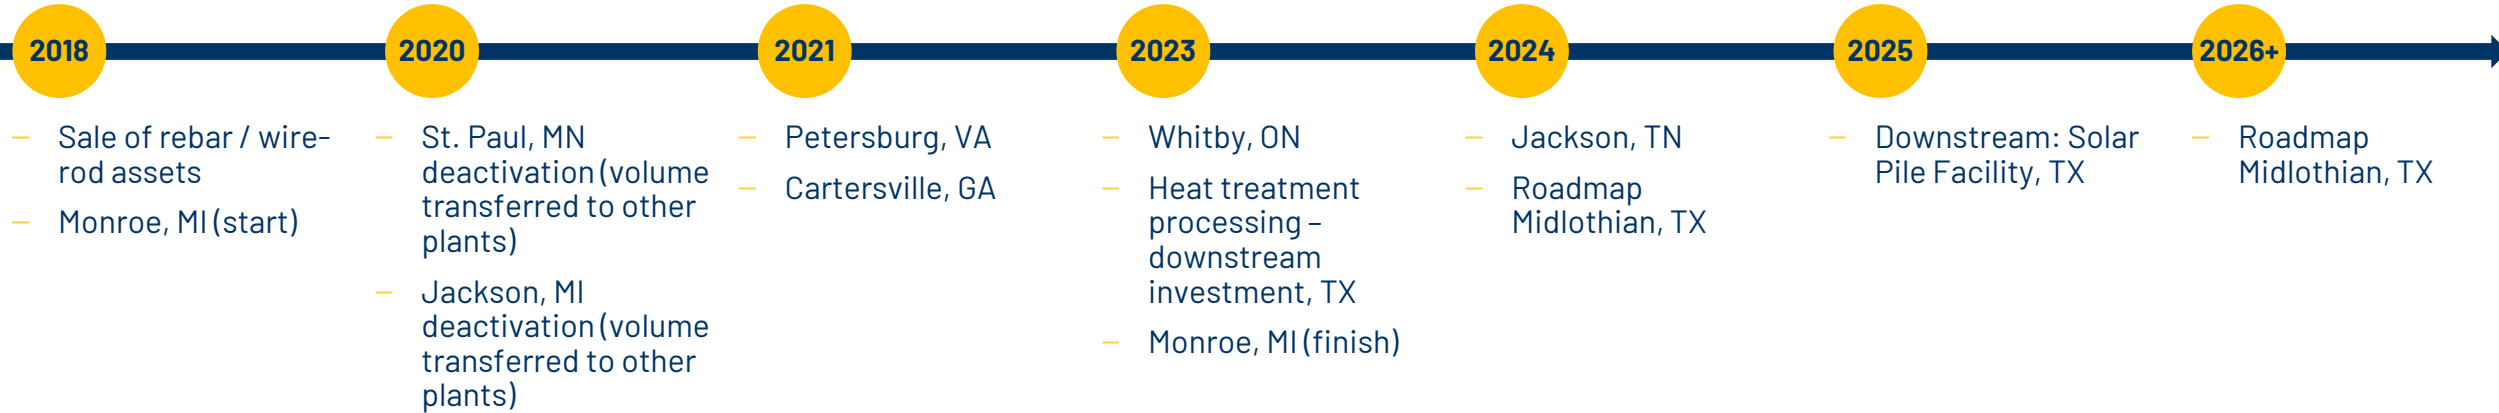 2018
2020
2021
2023
2024
2025
2026+
– Sale of rebar / wire-
rod assets
– Monroe, MI (start)
– St. Paul, MN
deactivation (volume
transferred to other
plants)
– Jackson, MI
deactivation (volume
transferred to other
plants)
– Petersburg, VA
– Cartersville, GA
– Whitby, ON
– Heat treatment
processing –
downstream
investment, TX
– Monroe, MI (finish)
– Jackson, TN
– Roadmap
Midlothian, TX
– Downstream: Solar
Pile Facility, TX
– Roadmap
Midlothian, TX